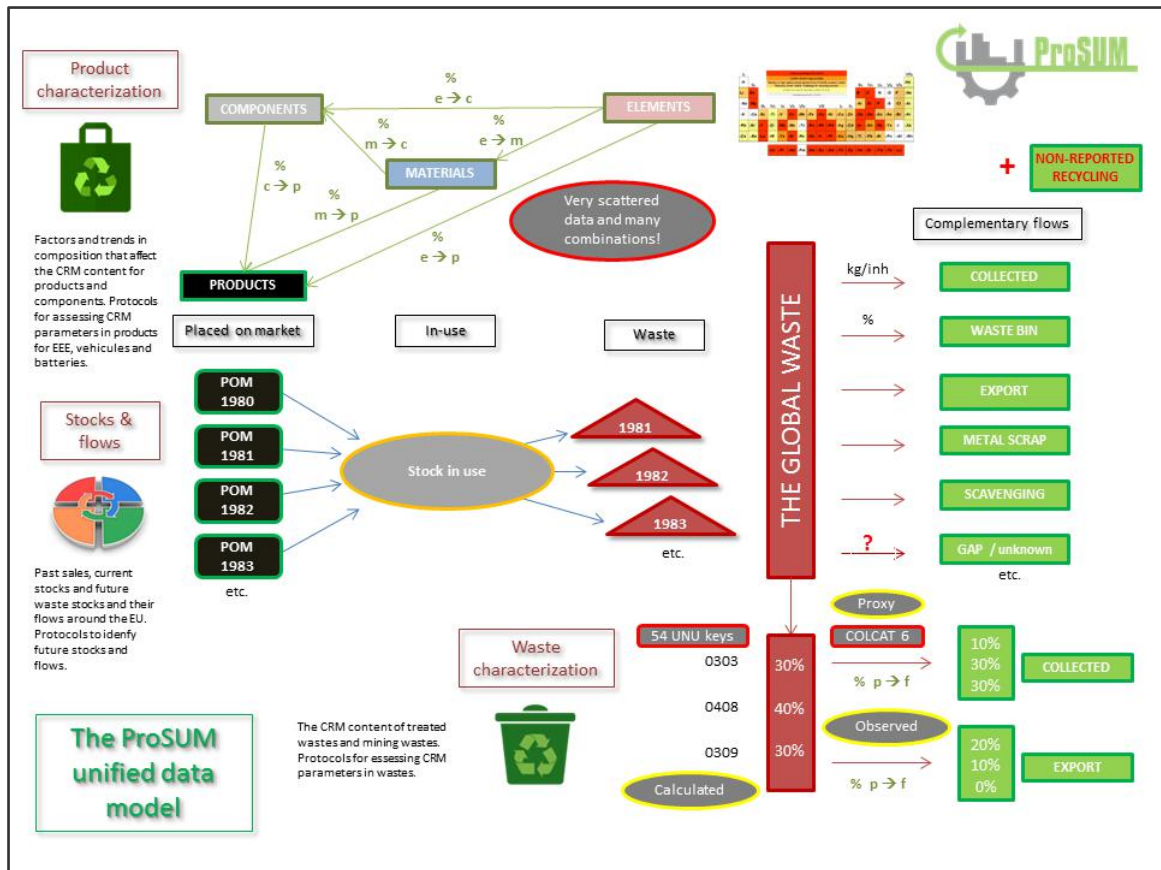 ProSUM
Product
characterization
%
e → c
COMPONENTS
ELEMENTS
%
m → c
%
e → m
MATERIALS
%
c → p
%
m → p
%
e → p
Very scattered
data and many
combinations!
+
NON-REPORTED
RECYCLING
Complementary flows
Factors and trends in
composition that affect
the CRM content for
products and
components. Protocols
for assessing CRM
parameters in products
for EEE, vehicules and
batteries.
PRODUCTS
Placed on market
In-use
Waste
THE GLOBAL WASTE
kg/inh
COLLECTED
%
WASTE BIN
EXPORT
METAL SCRAP
SCAVENGING
?
GAP / unknown
etc.
Stocks &
flows
POM
1980
POM
1981
POM
1982
POM
1983
etc.
Stock in use
1981
1982
1983
etc.
Past sales, current
stocks and future
waste stocks and their
flows around the EU.
Protocols to idenfy
future stocks and
flows.
Waste
characterization
The CRM content of treated
wastes and mining wastes.
Protocols for assessing CRM
parameters in wastes.
54 UNU keys
0303
0408
0309
Calculated
30%
40%
30%
Proxy
COLCAT 6
% p → f
Observed
% p → f
10%
30%
30%
COLLECTED
20%
10%
0%
EXPORT
The ProSUM
unified data
model